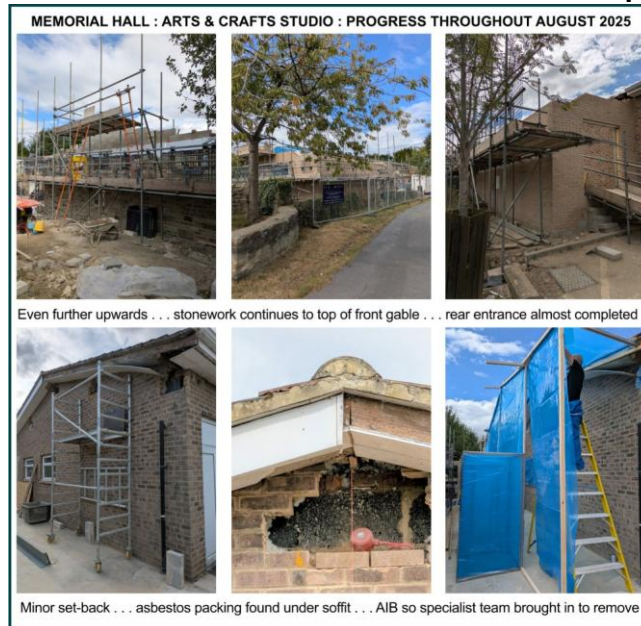 MEMORIAL HALL : ARTS & CRAFTS STUDIO : PROGRESS THROUGHOUT AUGUST 2025
Even further upwards . . . stonework continues to top of front gable . . . rear entrance almost completed
Minor set-back . . . asbestos packing found under soffit . . . AIB so specialist team brought in to remove